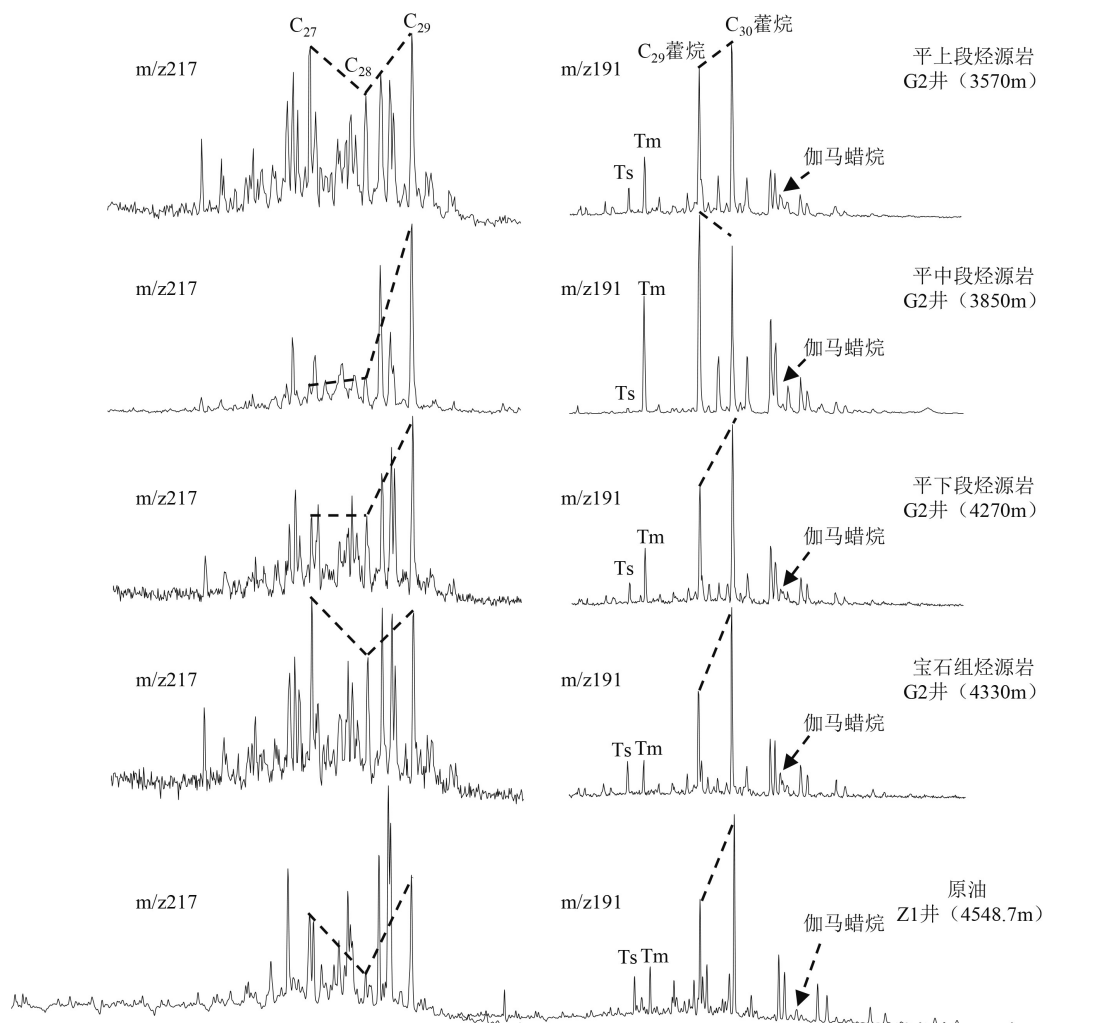 C27
C28
C29
m/z217
C29藿烷
C30藿烷
m/z191
Ts
Tm
伽马蜡烷
平上段烃源岩
G2井（3570m）
m/z217
m/z191
Tm
Ts
伽马蜡烷
平中段烃源岩
G2井（3850m）
m/z217
m/z191
Tm
Ts
伽马蜡烷
平下段烃源岩
G2井（4270m）
m/z217
m/z191
Ts Tm
伽马蜡烷
宝石组烃源岩
G2井（4330m）
m/z217
m/z191
Ts Tm
伽马蜡烷
原油
Z1井（4548.7m）